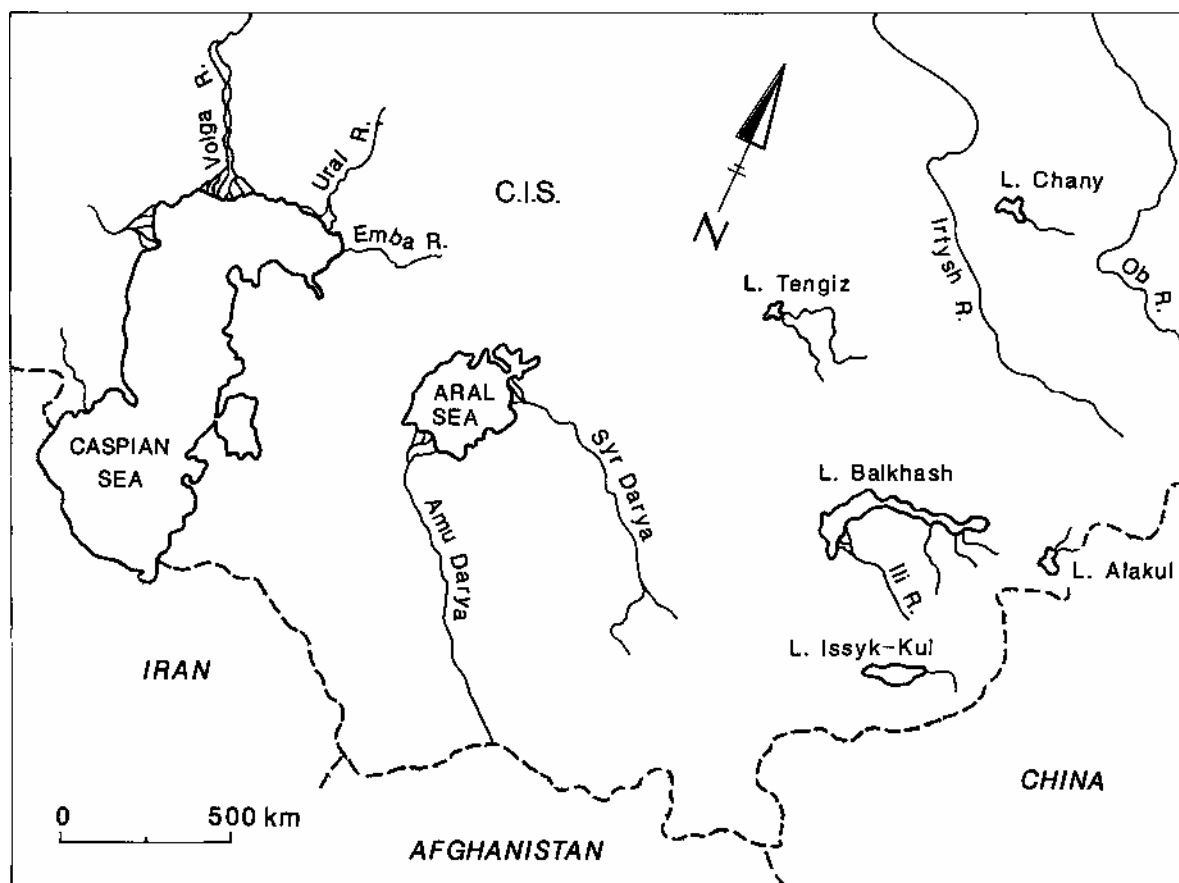 Volga R.
Ural R.
C.I.S.
N
L. Chany
Emba R.
Irtysh R.
Ob R.
L. Tengiz
ARAL
SEA
CASPIAN
SEA
Syr Darya
L. Balkhash
Amu Darya
Ili R.
L. Alakul
IRAN
L. Issyk-Kul
CHINA
0 500 km
AFGHANISTAN